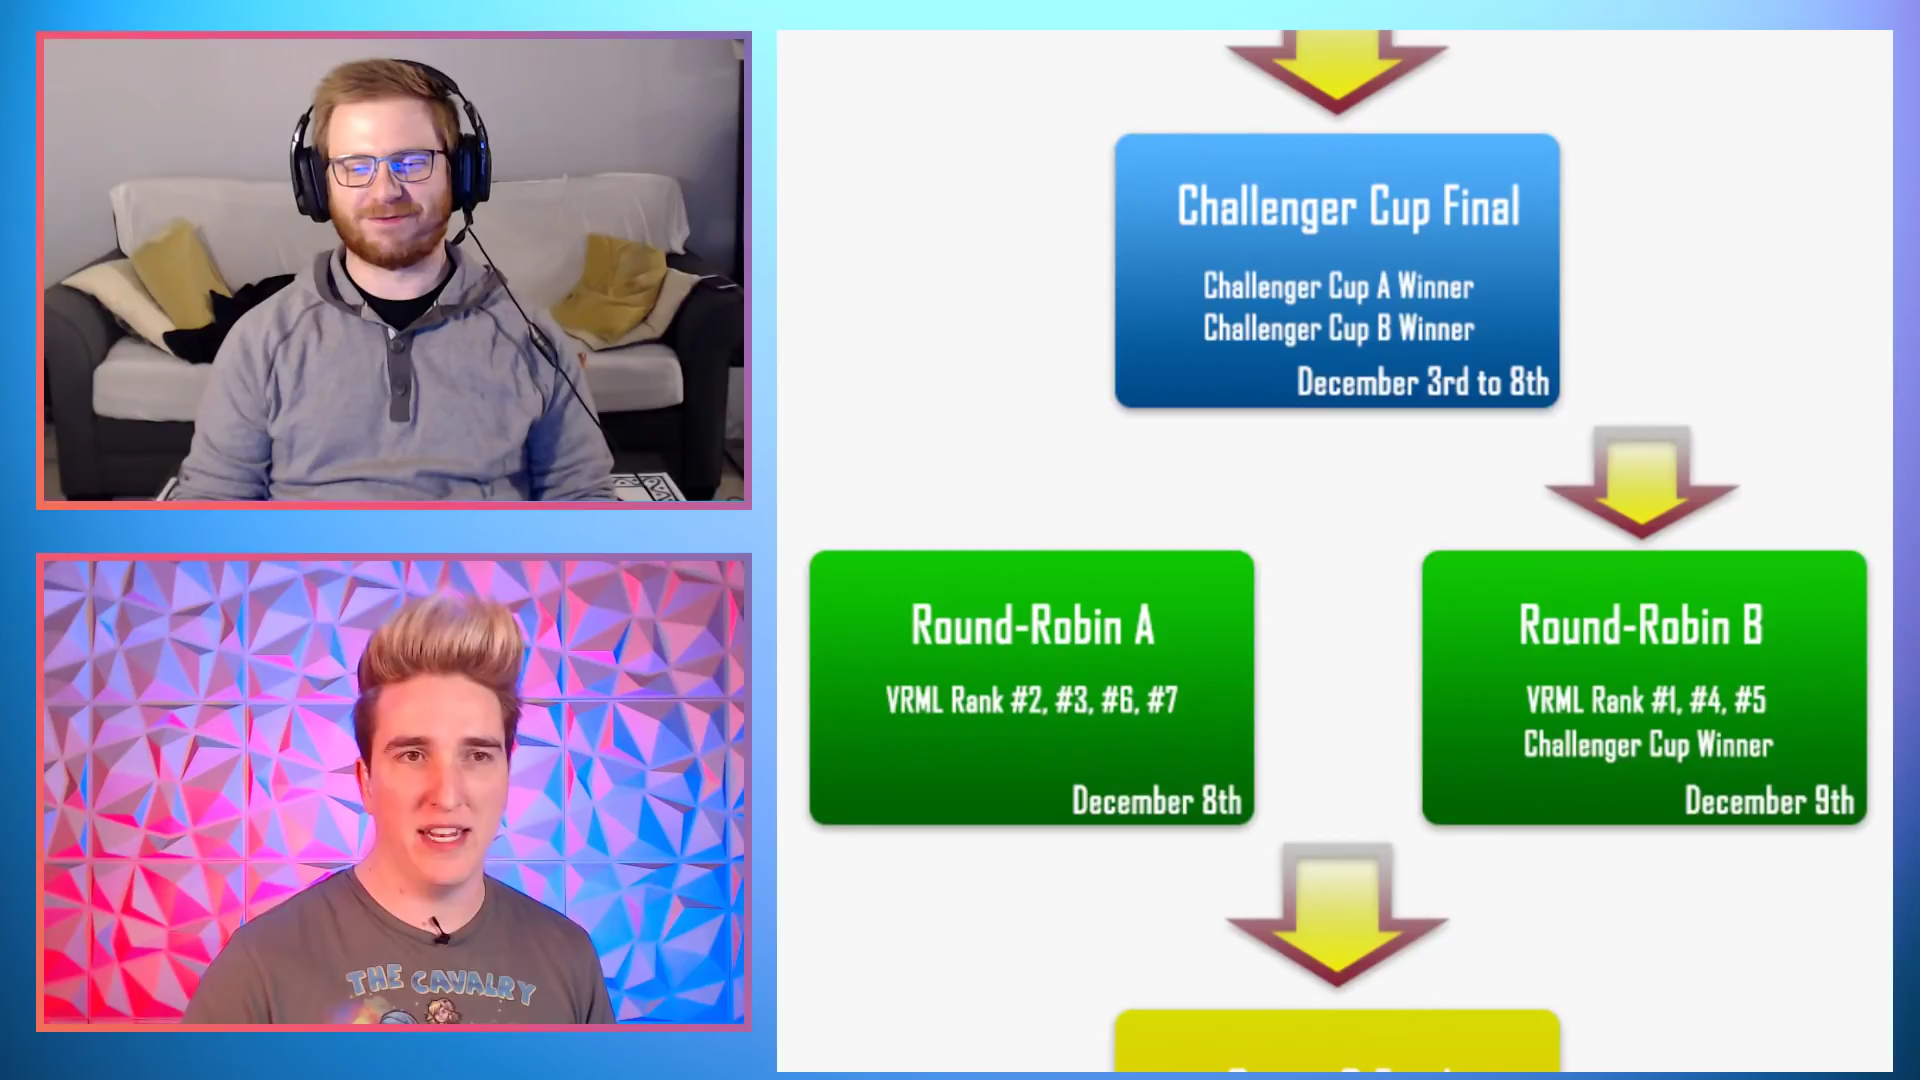 THE CAVALRY
Challenger Cup Final
Challenger Cup A Winner
Challenger Cup B Winner
December 3rd to 8th
Round-Robin A
VRML Rank #2, #3, #6, #7
December 8th
Round-Robin B
VRML Rank #1, #4, #5
Challenger Cup Winner
December 9th